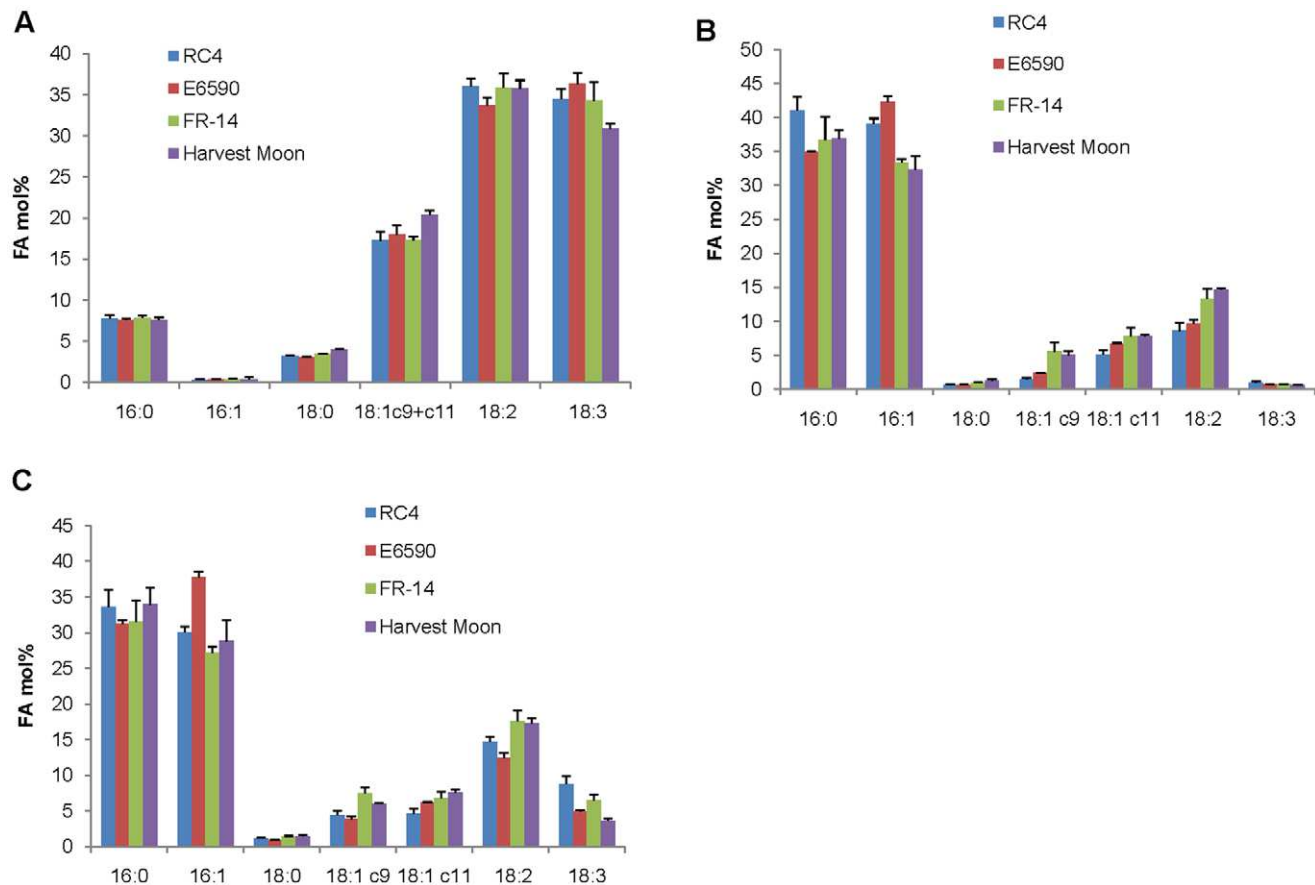 A
RC4
E6590
FR-14
Harvest Moon
FA mol%
40
35
30
25
20
15
10
5
0
16:0 16:1 18:0 18:1c9+c11 18:2 18:3
B
RC4
E6590
FR-14
Harvest Moon
FA mol%
50
45
40
35
30
25
20
15
10
5
0
16:0 16:1 18:0 18:1 c9 18:1 c11 18:2 18:3
C
RC4
E6590
FR-14
Harvest Moon
FA mol%
45
40
35
30
25
20
15
10
5
0
16:0 16:1 18:0 18:1 c9 18:1 c11 18:2 18:3